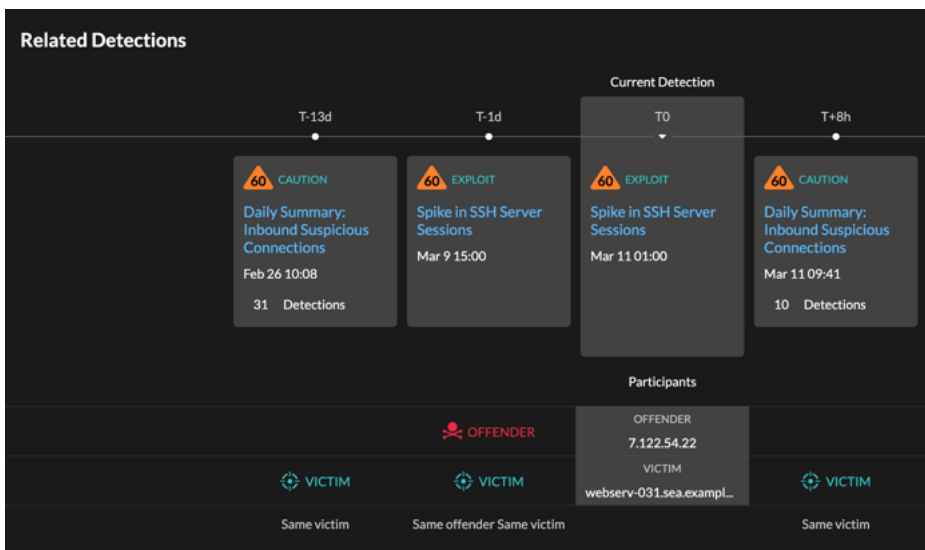 Related Detections
Current Detection
T-13d
T-1d
T0
T+8h
60 CAUTION
Daily Summary:
Inbound Suspicious
Connections
Feb 26 10:08
31 Detections
60 EXPLOIT
Spike in SSH Server
Sessions
Mar 9 15:00
60 EXPLOIT
Spike in SSH Server
Sessions
Mar 11 01:00
60 CAUTION
Daily Summary:
Inbound Suspicious
Connections
Mar 11 09:41
10 Detections
Participants
OFFENDER
OFFENDER
7.122.54.22
VICTIM
VICTIM
VICTIM
webserv-031.sea.exampl...
VICTIM
Same victim
Same offender Same victim
Same victim